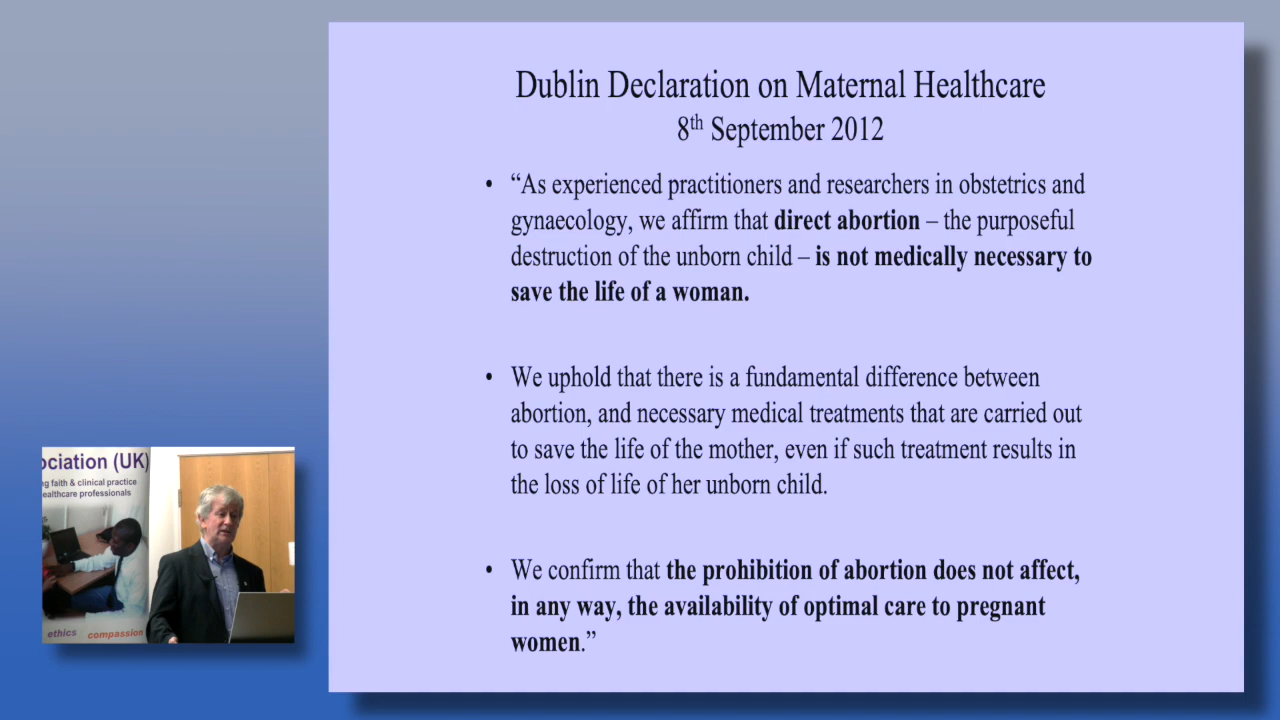 Dublin Declaration on Maternal Healthcare
8th September 2012
• “As experienced practitioners and researchers in obstetrics and
gynaecology, we affirm that direct abortion – the purposeful
destruction of the unborn child – is not medically necessary to
save the life of a woman.
• We uphold that there is a fundamental difference between
abortion, and necessary medical treatments that are carried out
to save the life of the mother, even if such treatment results in
the loss of life of her unborn child.
• We confirm that the prohibition of abortion does not affect,
in any way, the availability of optimal care to pregnant
women.”
ociation (UK)
ng faith & clinical practice
ealthcare professionals
ethics compassion